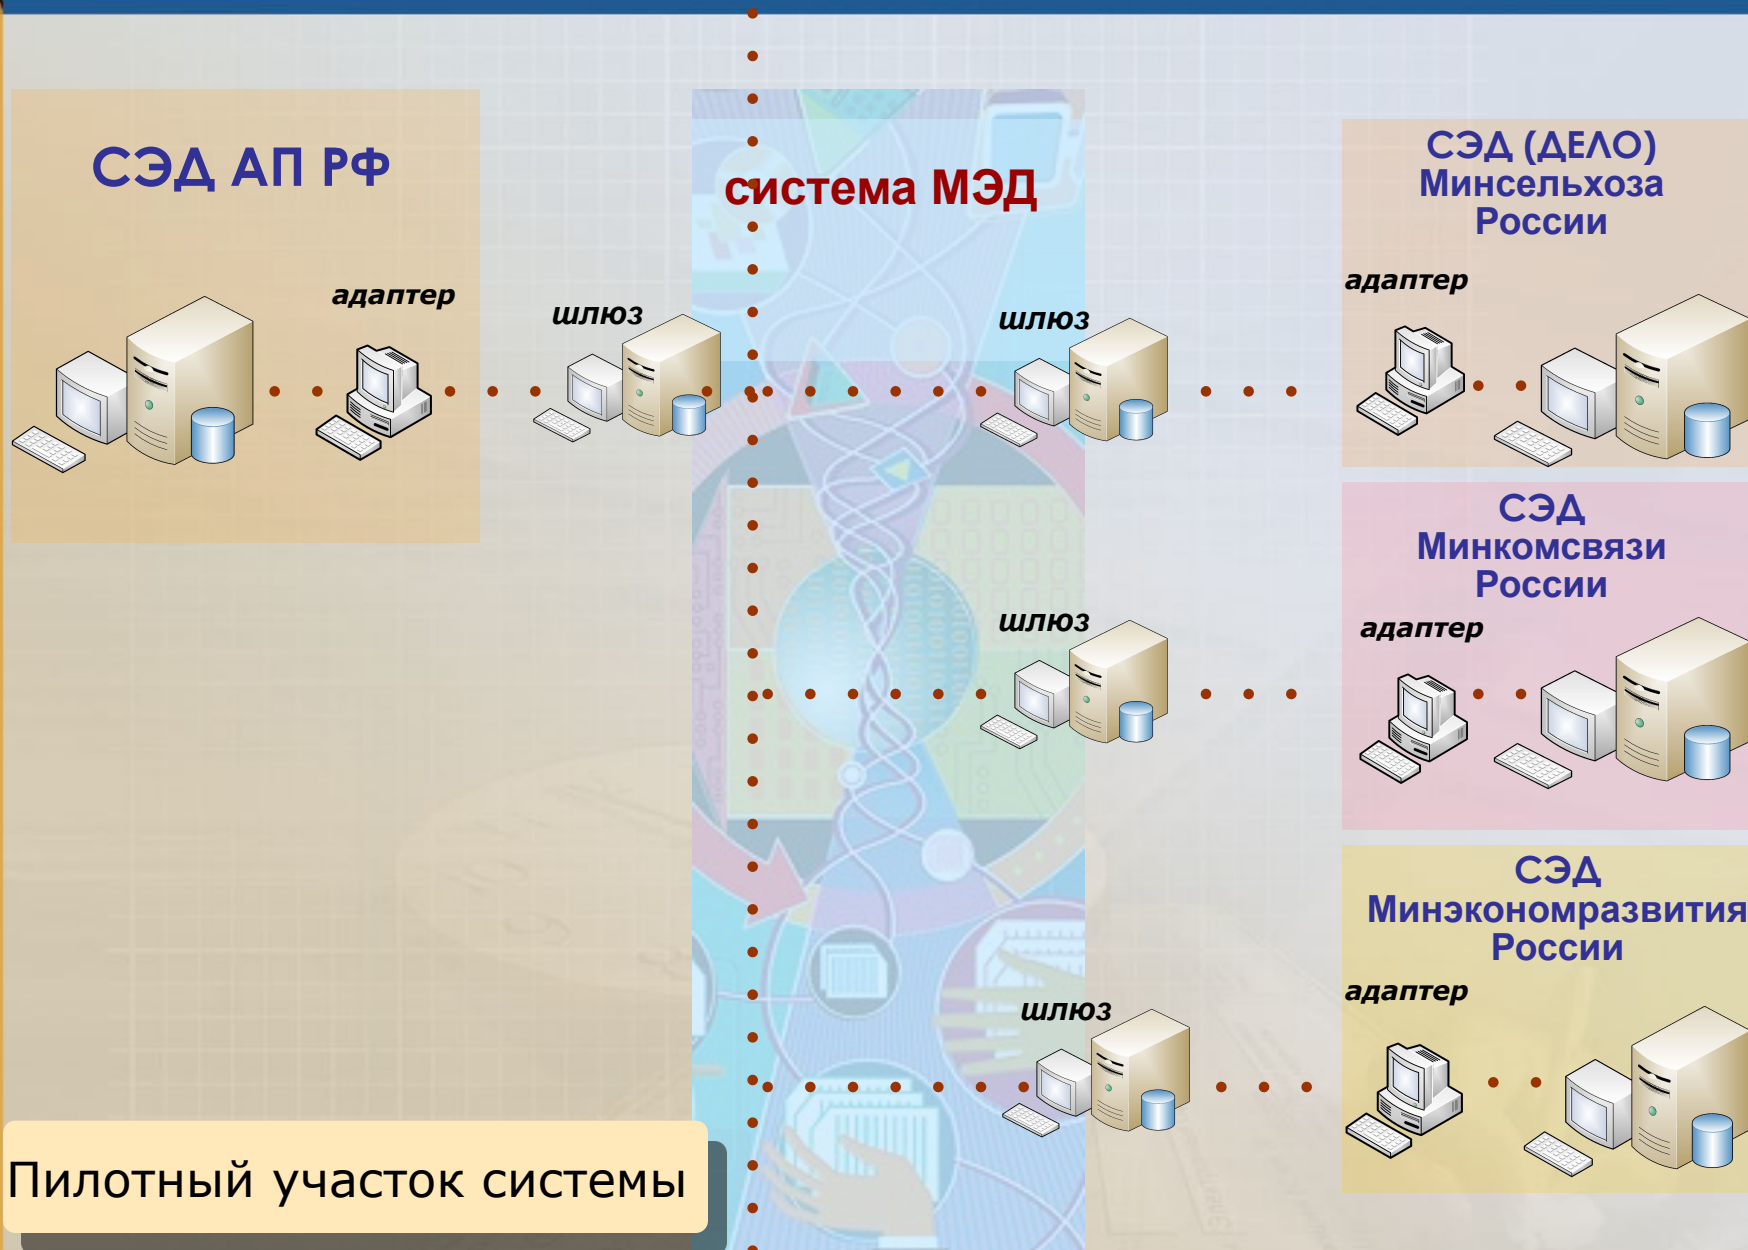 СЭД АП РФ
адаптер
шлюз
система МЭД
шлюз
шлюз
шлюз
СЭД (ДЕЛО)
Минсельхоза
России
адаптер
СЭД
Минкомсвязи
России
адаптер
СЭД
Минэкономразвития
России
адаптер
Пилотный участок системы